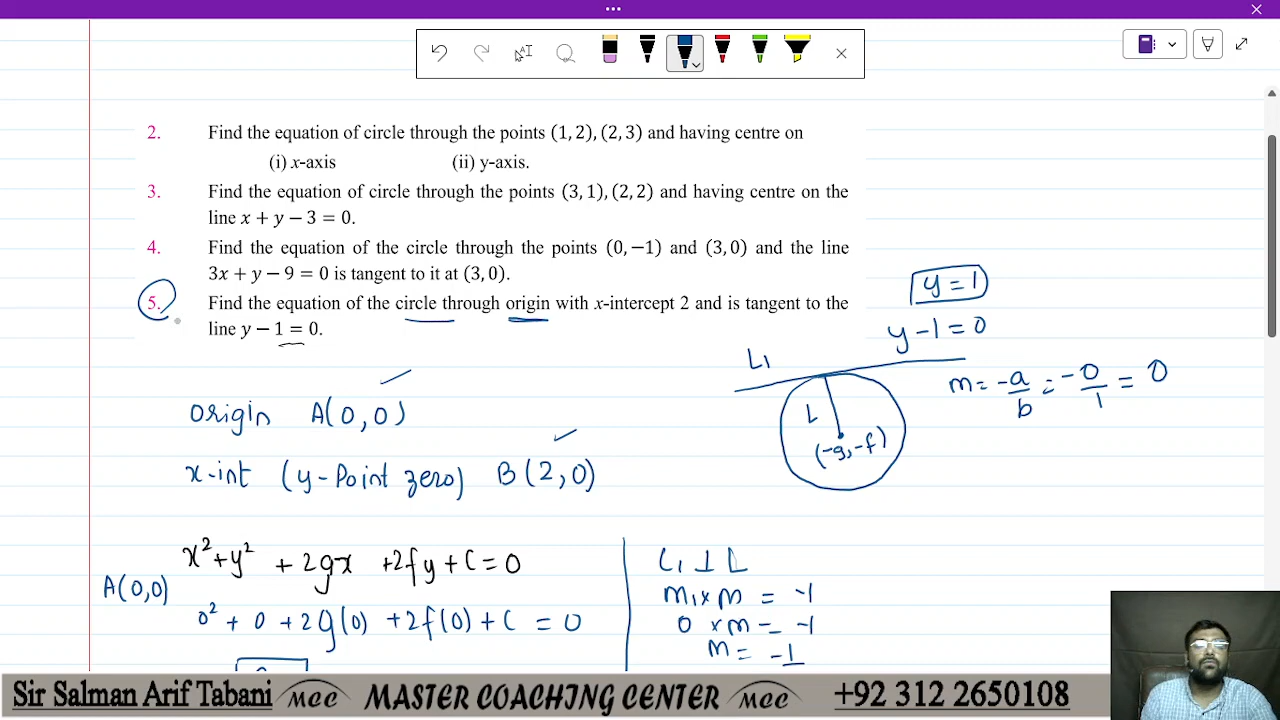 2. Find the equation of circle through the points (1, 2), (2, 3) and having centre on
(i) x-axis (ii) y-axis.
3. Find the equation of circle through the points (3, 1), (2, 2) and having centre on the
line x + y − 3 = 0.
4. Find the equation of the circle through the points (0, −1) and (3, 0) and the line
3x + y − 9 = 0 is tangent to it at (3, 0).
5. Find the equation of the circle through origin with x-intercept 2 and is tangent to the
line y − 1 = 0.
y = 1
y - 1 = 0
L1
m = -a/b = -0/1 = 0
L
(-g, -f)
origin A(0,0)
x-int (y-Point zero) B(2,0)
x² + y² + 2gx + 2fy + C = 0
A(0,0)
0² + 0 + 2g(0) + 2f(0) + C = 0
L1 ⊥ L
m1 × m = -1
0 × m = -1
m = -1
Sir Salman Arif Tabani MCC MASTER COACHING CENTER MCC +92 312 2650108